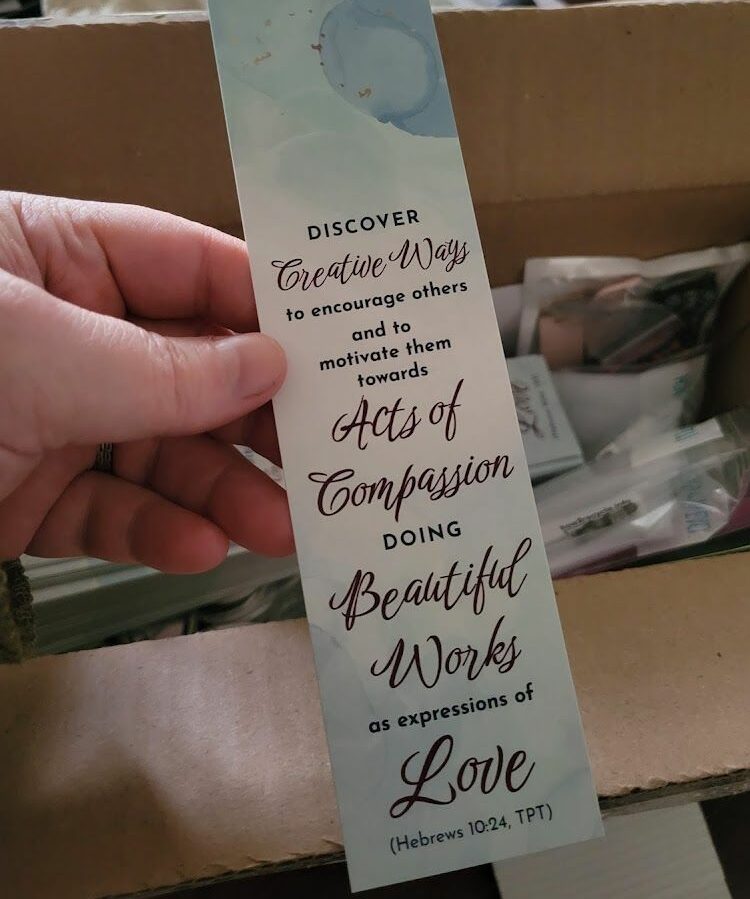 DISCOVER
Creative Ways
to encourage others
and to
motivate them
towards
Acts of
Compassion
DOING
Beautiful
Works
as expressions of
Love
(Hebrews 10:24, TPT)
Love